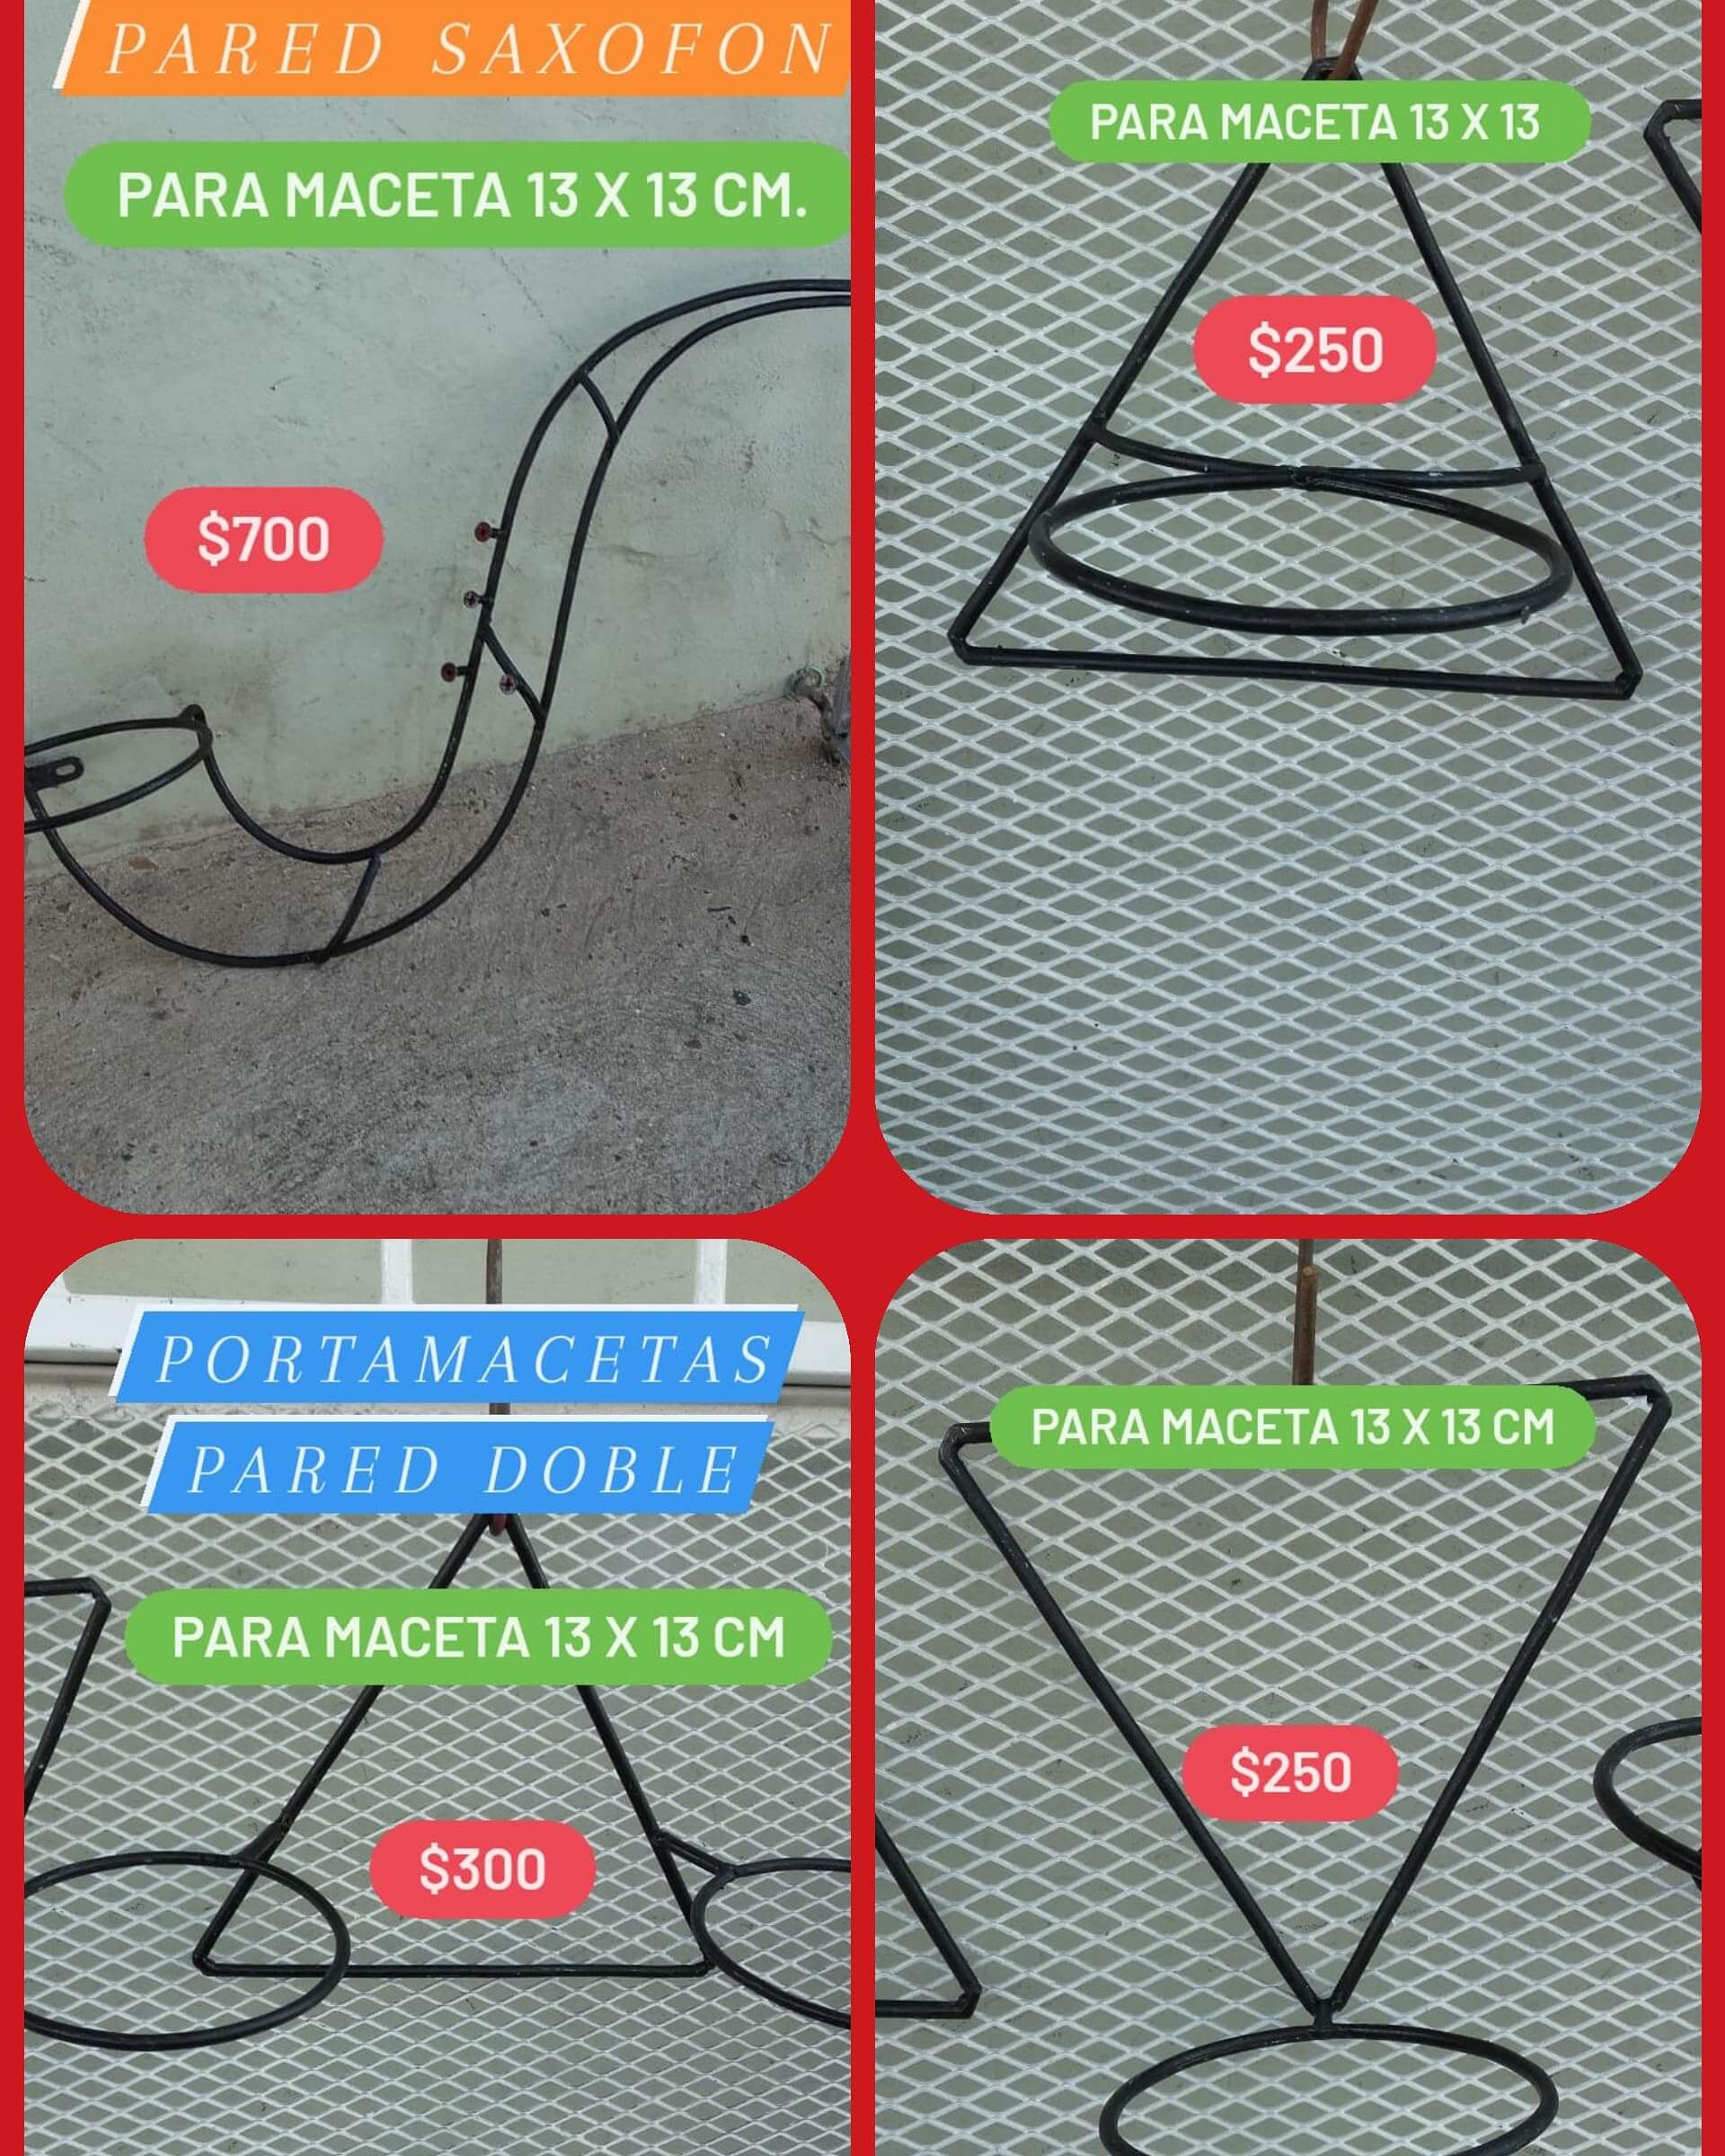 PARED SAXOFON
PARA MACETA 13 X 13 CM.
$700
PARA MACETA 13 X 13
$250
PORTAMACETAS
PARED DOBLE
PARA MACETA 13 X 13 CM
$300
PARA MACETA 13 X 13 CM
$250